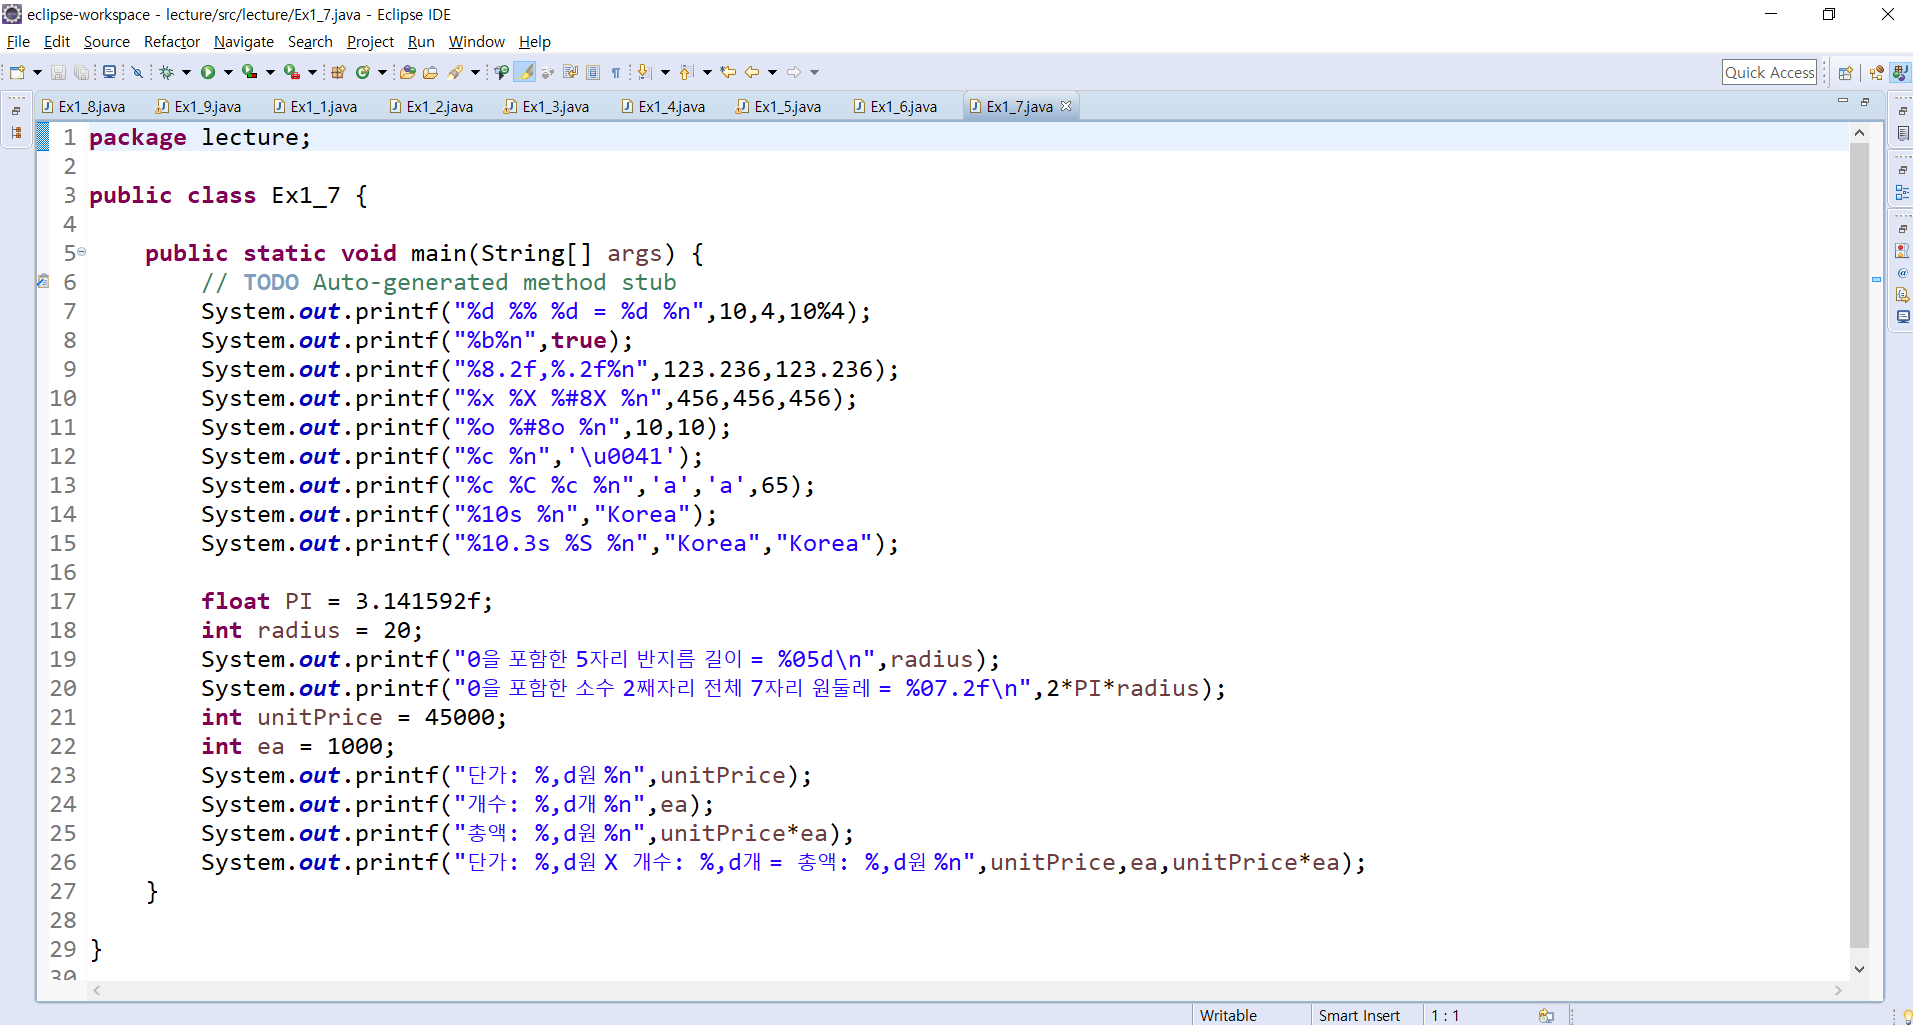 eclipse-workspace - lecture/src/lecture/Ex1_7.java - Eclipse IDE
File Edit Source Refactor Navigate Search Project Run Window Help
Quick Access
Ex1_8.java Ex1_9.java Ex1_1.java Ex1_2.java Ex1_3.java Ex1_4.java Ex1_5.java Ex1_6.java Ex1_7.java
1 package lecture;
2
3 public class Ex1_7 {
4
5     public static void main(String[] args) {
6         // TODO Auto-generated method stub
7         System.out.printf("%d %% %d = %d %n",10,4,10%4);
8         System.out.printf("%b%n",true);
9         System.out.printf("%8.2f,%.2f%n",123.236,123.236);
10         System.out.printf("%x %X %#8X %n",456,456,456);
11         System.out.printf("%o %#8o %n",10,10);
12         System.out.printf("%c %n",'\u0041');
13         System.out.printf("%c %C %c %n",'a','a',65);
14         System.out.printf("%10s %n","Korea");
15         System.out.printf("%10.3s %S %n","Korea","Korea");
16
17         float PI = 3.141592f;
18         int radius = 20;
19         System.out.printf("0을 포함한 5자리 반지름 길이 = %05d\n",radius);
20         System.out.printf("0을 포함한 소수 2째자리 전체 7자리 원둘레 = %07.2f\n",2*PI*radius);
21         int unitPrice = 45000;
22         int ea = 1000;
23         System.out.printf("단가: %,d원 %n",unitPrice);
24         System.out.printf("개수: %,d개 %n",ea);
25         System.out.printf("총액: %,d원 %n",unitPrice*ea);
26         System.out.printf("단가: %,d원 X 개수: %,d개 = 총액: %,d원 %n",unitPrice,ea,unitPrice*ea);
27     }
28
29 }
30
Writable Smart Insert 1 : 1